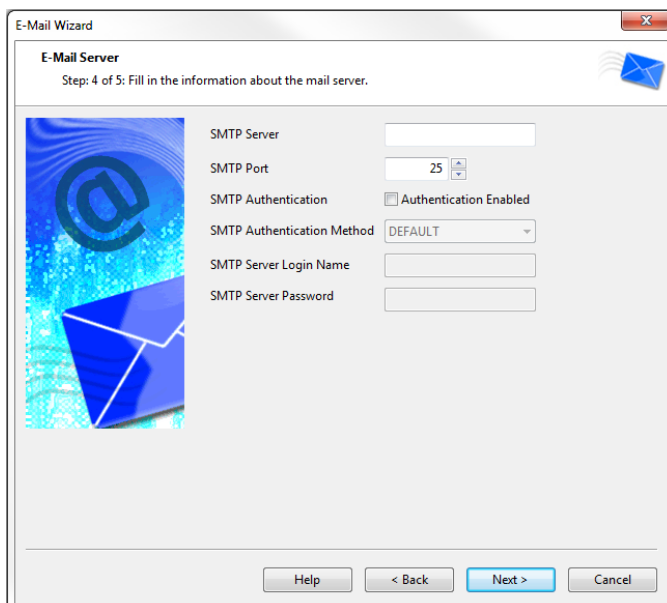 E-Mail Wizard
E-Mail Server
Step: 4 of 5: Fill in the information about the mail server.
SMTP Server
SMTP Port 25
SMTP Authentication Authentication Enabled
SMTP Authentication Method DEFAULT
SMTP Server Login Name
SMTP Server Password
Help < Back Next > Cancel